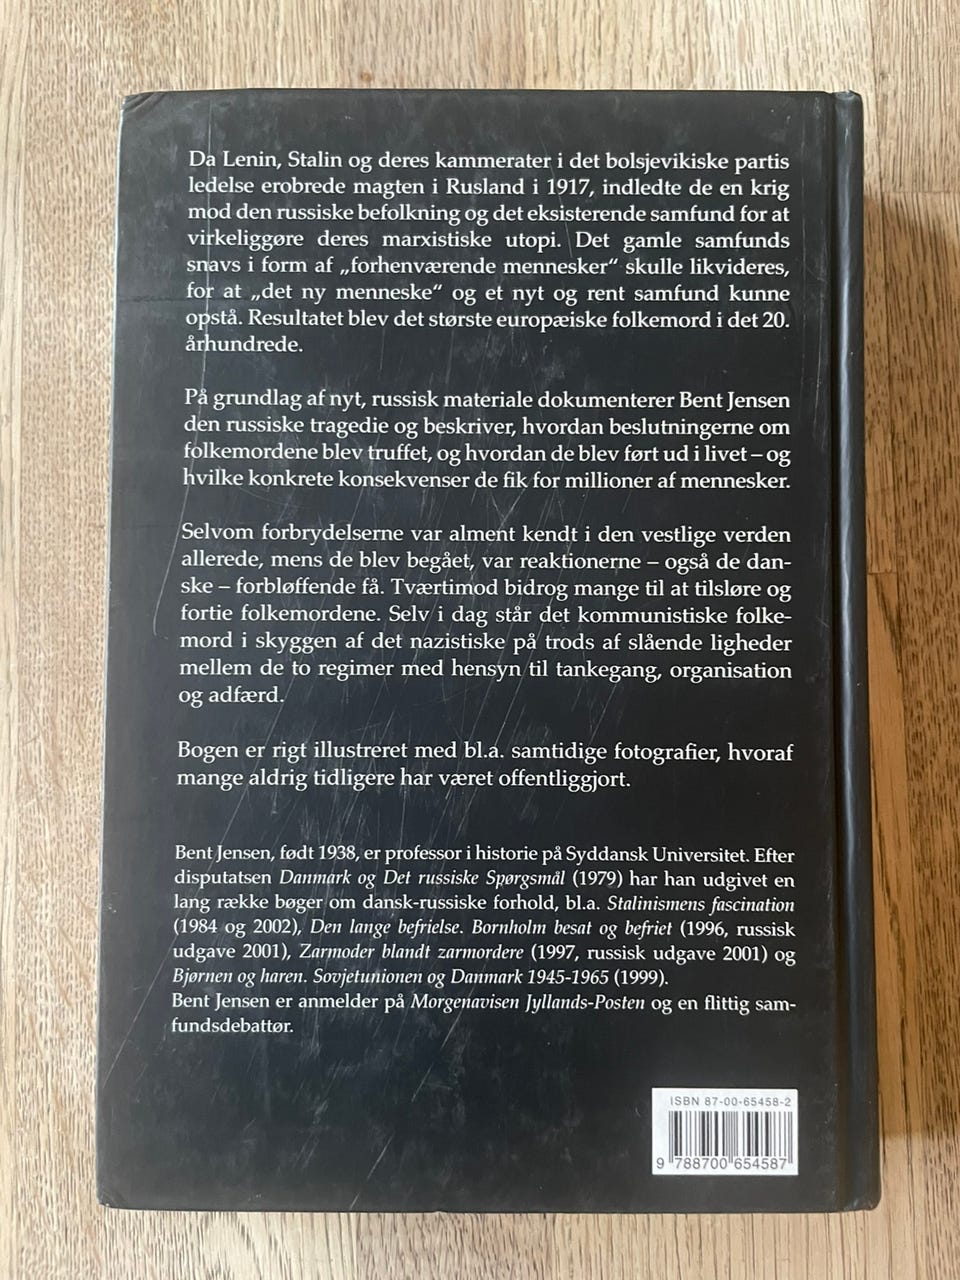 Da Lenin, Stalin og deres kammerater i det bolsjevikiske partis
ledelse erobrede magten i Rusland i 1917, indledte de en krig
mod den russiske befolkning og det eksisterende samfund for at
virkeliggøre deres marxistiske utopi. Det gamle samfunds
snavs i form af „forhenværende mennesker“ skulle likvideres,
for at „det ny menneske“ og et nyt og rent samfund kunne
opstå. Resultatet blev det største europæiske folkemord i det 20.
århundrede.
På grundlag af nyt, russisk materiale dokumenterer Bent Jensen
den russiske tragedie og beskriver, hvordan beslutningerne om
folkemordene blev truffet, og hvordan de blev ført ud i livet – og
hvilke konkrete konsekvenser de fik for millioner af mennesker.
Selvom forbrydelserne var alment kendt i den vestlige verden
allerede, mens de blev begået, var reaktionerne – også de dan-
ske – forbløffende få. Tværtimod bidrog mange til at tilsløre og
fortie folkemordene. Selv i dag står det kommunistiske folke-
mord i skyggen af det nazistiske på trods af slående ligheder
mellem de to regimer med hensyn til tankegang, organisation
og adfærd.
Bogen er rigt illustreret med bl.a. samtidige fotografier, hvoraf
mange aldrig tidligere har været offentliggjort.
Bent Jensen, født 1938, er professor i historie på Syddansk Universitet. Efter
disputatsen Danmark og Det russiske Spørgsmål (1979) har han udgivet en
lang række bøger om dansk-russiske forhold, bl.a. Stalinismens fascination
(1984 og 2002), Den lange befrielse. Bornholm besat og befriet (1996, russisk
udgave 2001), Zarmoder blandt zarmordere (1997, russisk udgave 2001) og
Bjørnen og haren. Sovjetunionen og Danmark 1945-1965 (1999).
Bent Jensen er anmelder på Morgenavisen Jyllands-Posten og en flittig sam-
fundsdebattør.
ISBN 87-00-65458-2
9 788700 654587